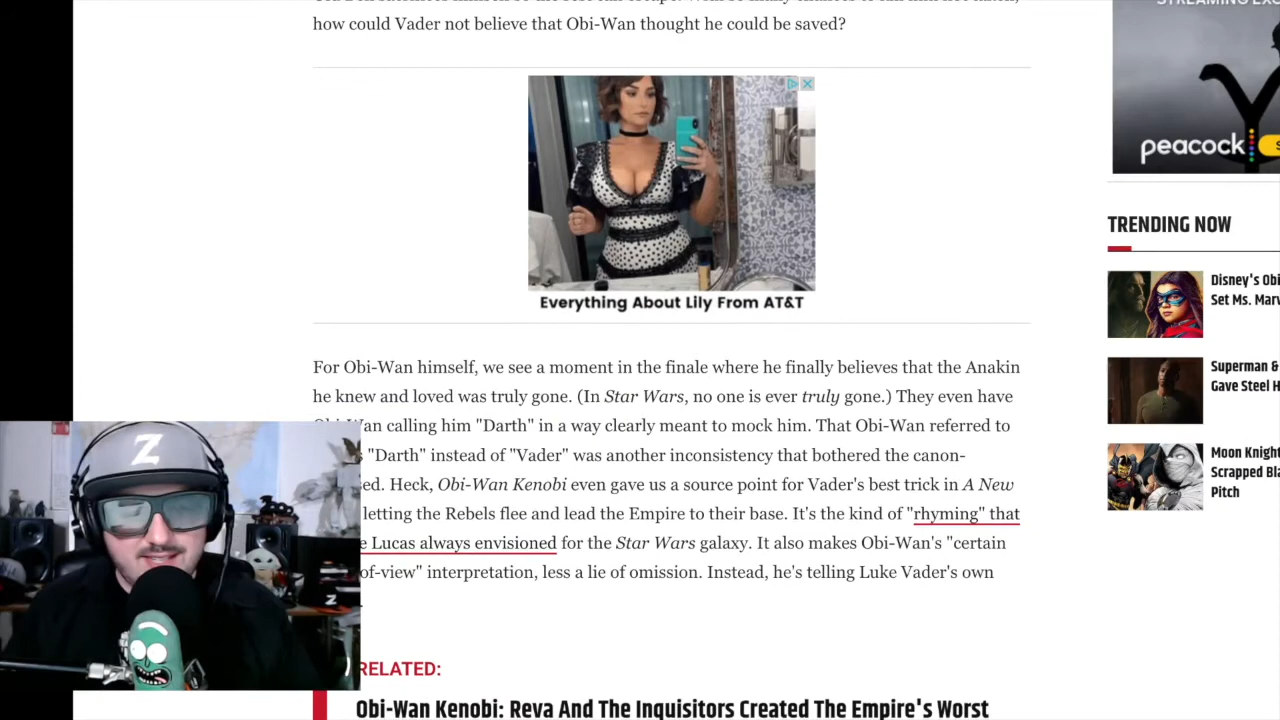 how could Vader not believe that Obi-Wan thought he could be saved?
Everything About Lily From AT&T
For Obi-Wan himself, we see a moment in the finale where he finally believes that the Anakin
he knew and loved was truly gone. (In Star Wars, no one is ever truly gone.) They even have
calling him "Darth" in a way clearly meant to mock him. That Obi-Wan referred to
"Darth" instead of "Vader" was another inconsistency that bothered the canon-
Heck, Obi-Wan Kenobi even gave us a source point for Vader's best trick in A New
letting the Rebels flee and lead the Empire to their base. It's the kind of "rhyming" that
Lucas always envisioned for the Star Wars galaxy. It also makes Obi-Wan's "certain
of-view" interpretation, less a lie of omission. Instead, he's telling Luke Vader's own
RELATED:
Obi-Wan Kenobi: Reva And The Inquisitors Created The Empire's Worst
peacock
TRENDING NOW
Disney's Obi
Set Ms. Marv
Superman &
Gave Steel H
Moon Knight
Scrapped Bla
Pitch
Z